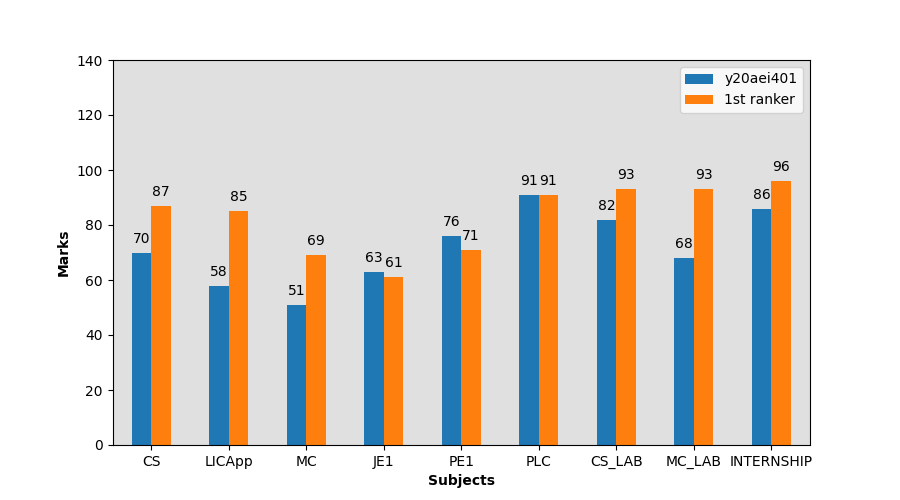 140
120
100
80
60
40
20
0
Marks
y20aei401
1st ranker
70 87 58 85 51 69 63 61 76 71 91 91 82 93 68 93 86 96
CS LICApp MC JE1 PE1 PLC CS_LAB MC_LAB INTERNSHIP
Subjects